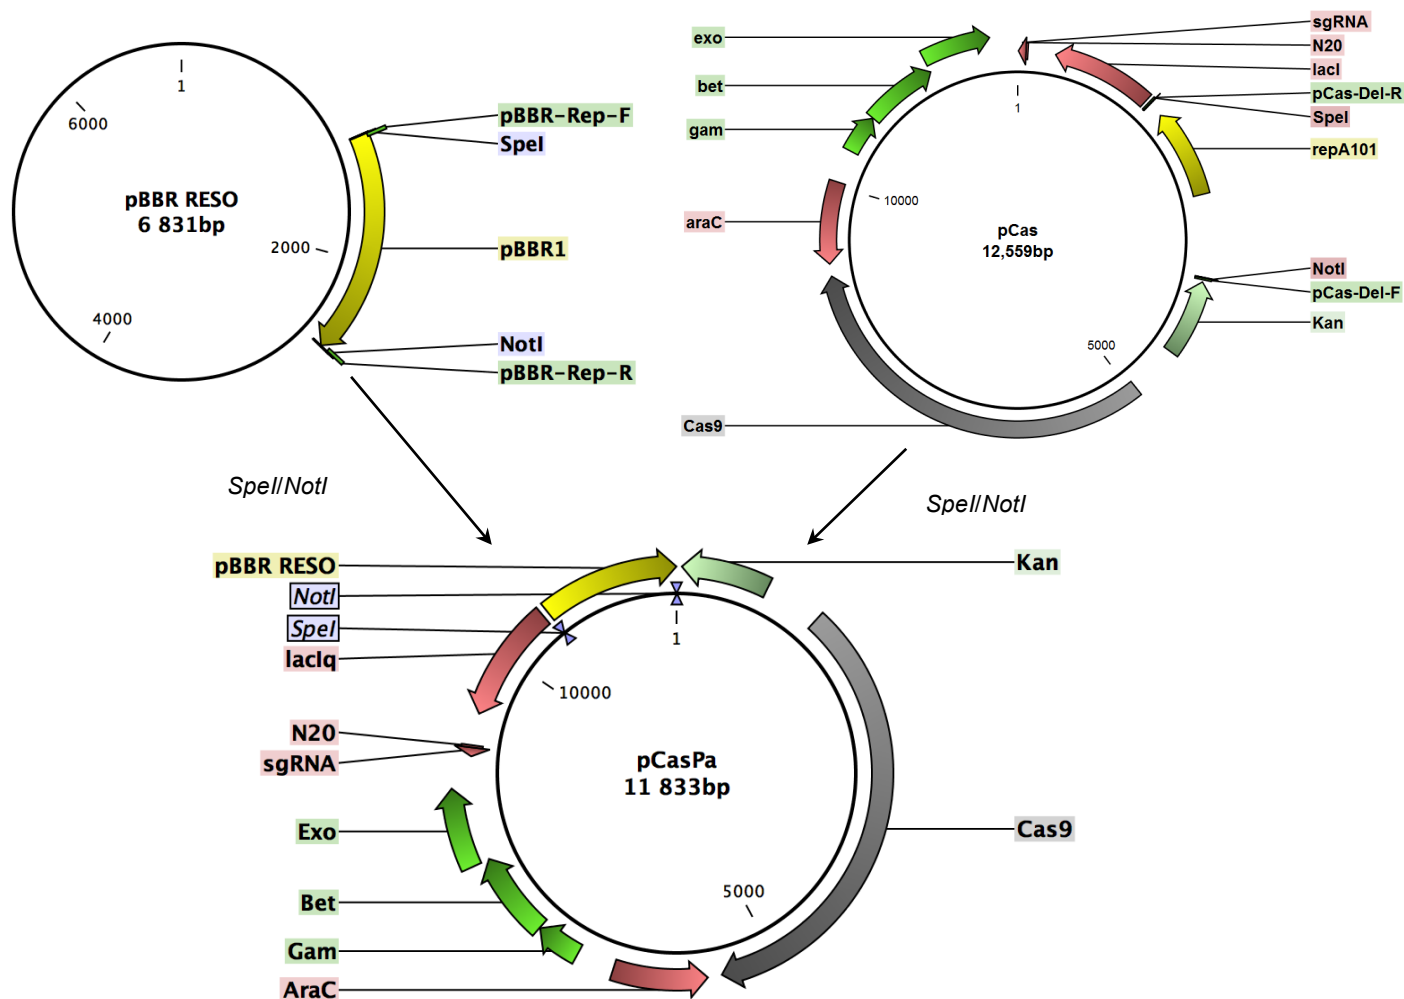 1
6000
pBBR RESO
6 831bp
2000
4000
pBBR-Rep-F
SpeI
pBBR1
NotI
pBBR-Rep-R
exo
bet
gam
araC
Cas9
1
10000
pCas
12,559bp
5000
sgRNA
N20
lacI
pCas-Del-R
SpeI
repA101
NotI
pCas-Del-F
Kan
SpeI/NotI
SpeI/NotI
pBBR RESO
NotI
SpeI
lacIq
N20
sgRNA
Exo
Bet
Gam
AraC
1
10000
pCasPa
11 833bp
5000
Kan
Cas9